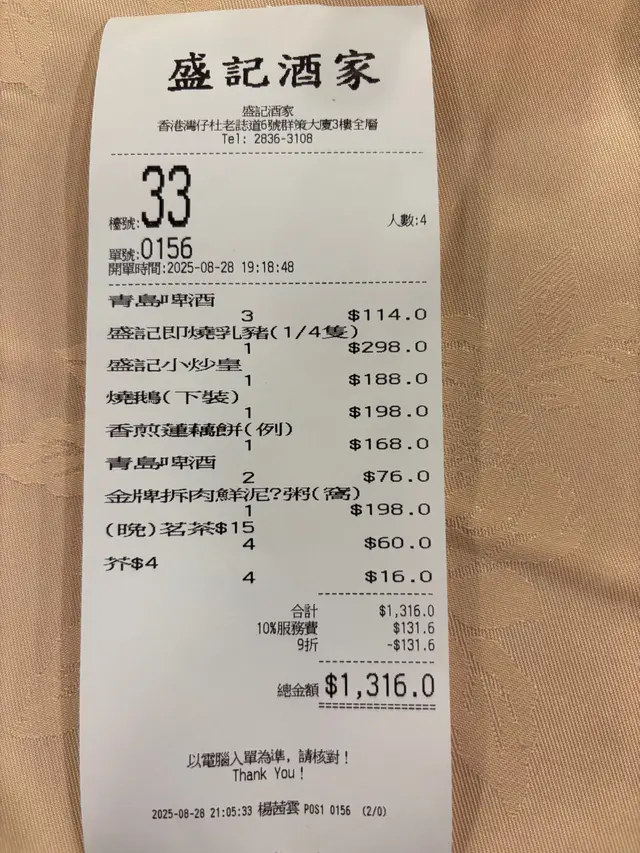 盛記酒家
盛記酒家
香港灣仔杜老誌道6號群策大廈3樓全層
Tel: 2836-3108
檯號:33 人數:4
單號:0156
開單時間:2025-08-28 19:18:48
青島啤酒
3 $114.0
盛記即燒乳豬(1/4隻)
1 $298.0
盛記小炒皇
1 $188.0
燒鵝(下裝)
1 $198.0
香煎蓮藕餅(例)
1 $168.0
青島啤酒
2 $76.0
金牌拆肉鮮泥?粥(窩)
1 $198.0
(晚)茗茶$15
4 $60.0
芥$4
4 $16.0
合計 $1,316.0
10%服務費 $131.6
9折 -$131.6
總金額 $1,316.0
以電腦入單為準, 請核對!
Thank You!
2025-08-28 21:05:33 楊茜雲 POS1 0156 (2/0)